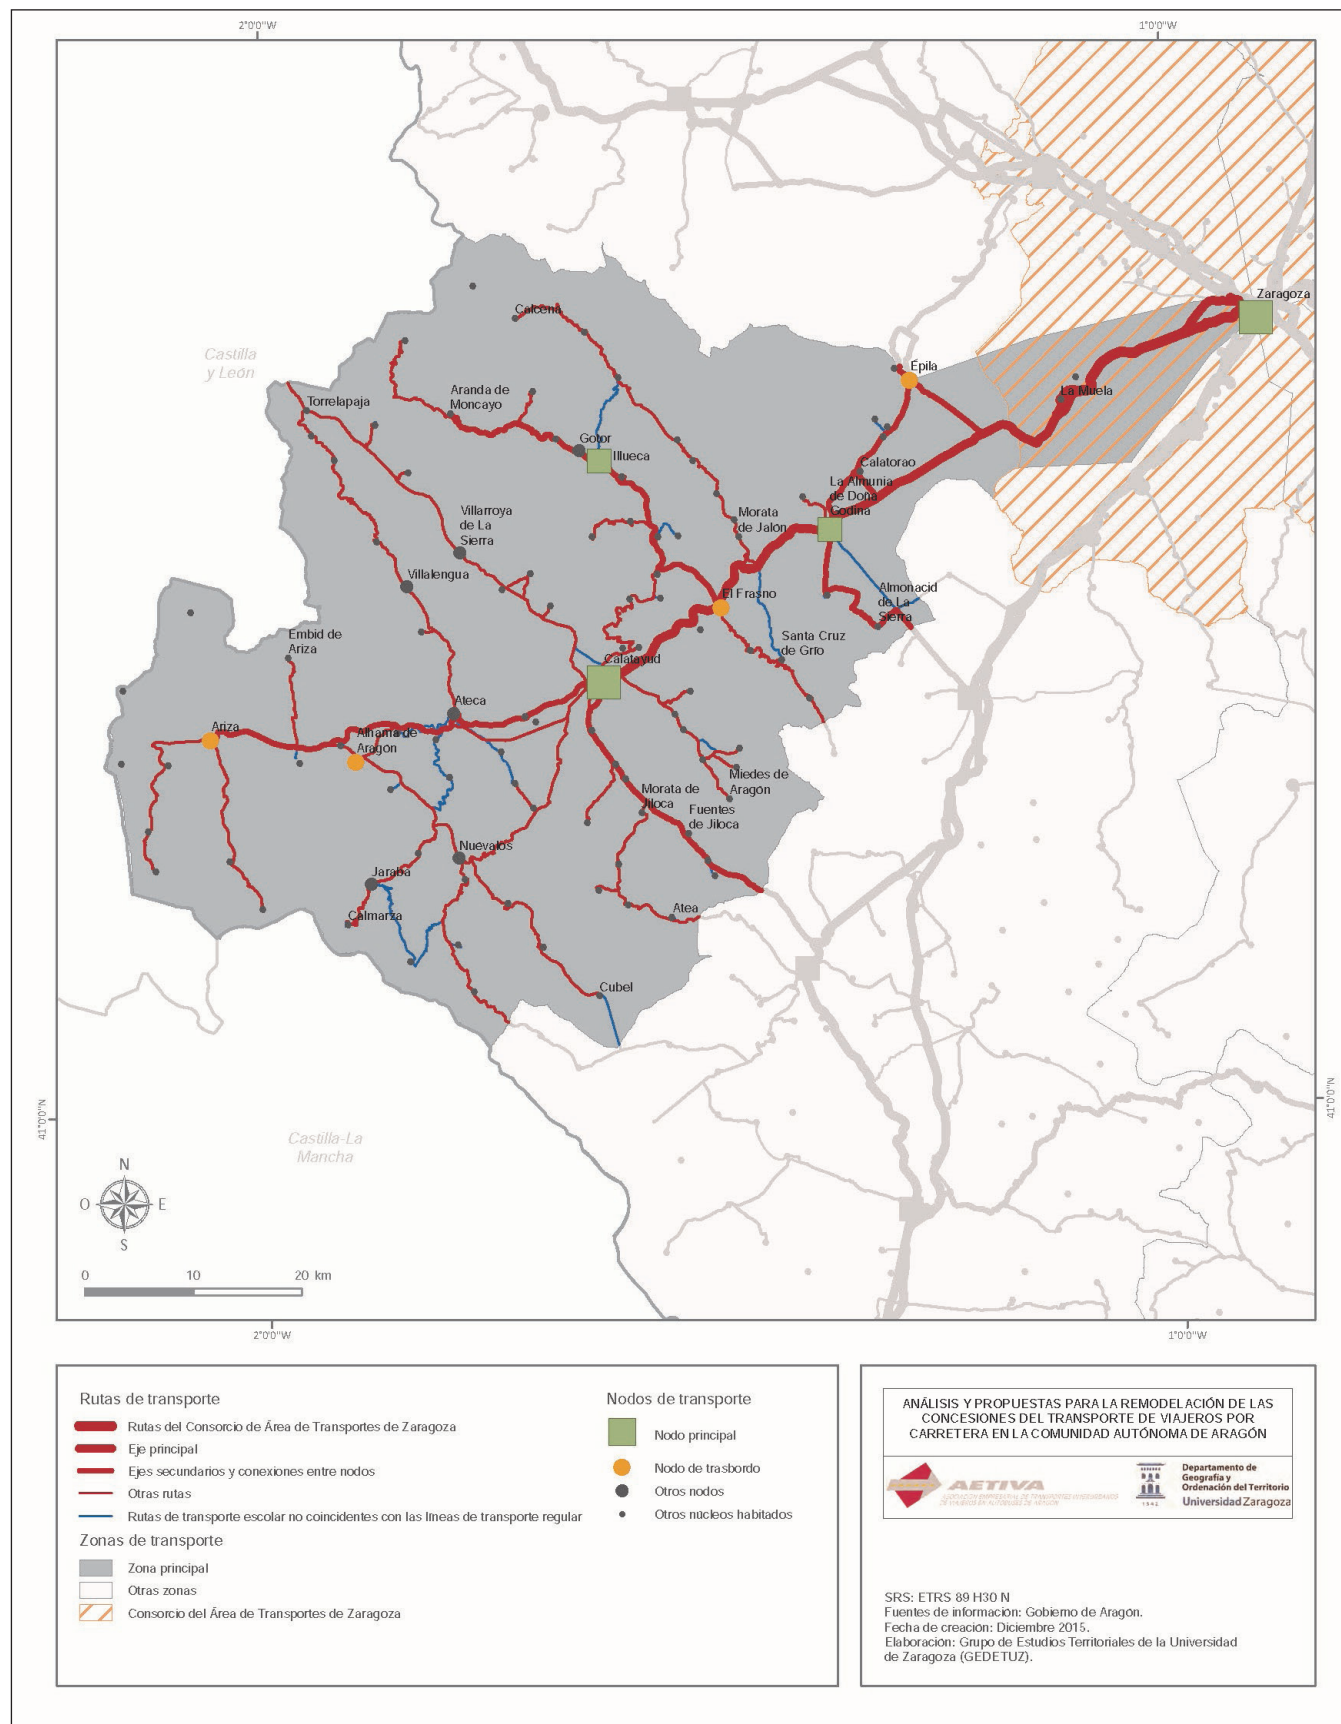 2°0'0"W
1°0'0"W
Zaragoza
Calcena
Castilla
y León
Épila
La Muela
Aranda de
Moncayo
Torrelapaja
Gotor
Illueca
Calatorao
La Almunia
de Doña
Godina
Villarroya
de La
Sierra
Morata
de Jalón
Villalengua
El Frasno
Almonacid
de La
Sierra
Embid de
Ariza
Santa Cruz
de Grío
Calatayud
Ateca
Ariza
Alhama de
Aragón
Miedes de
Aragón
Morata de
Jiloca
Fuentes
de Jiloca
Nuévalos
Jaraba
Calmarza
Atea
Cubel
41°0'0"N
41°0'0"N
Castilla-La
Mancha
N
O
E
S
0
10
20 km
2°0'0"W
1°0'0"W
Rutas de transporte
Rutas del Consorcio de Área de Transportes de Zaragoza
Eje principal
Ejes secundarios y conexiones entre nodos
Otras rutas
Rutas de transporte escolar no coincidentes con las líneas de transporte regular
Zonas de transporte
Zona principal
Otras zonas
Consorcio del Área de Transportes de Zaragoza
Nodos de transporte
Nodo principal
Nodo de trasbordo
Otros nodos
Otros núcleos habitados
ANÁLISIS Y PROPUESTAS PARA LA REMODELACIÓN DE LAS
CONCESIONES DEL TRANSPORTE DE VIAJEROS POR
CARRETERA EN LA COMUNIDAD AUTÓNOMA DE ARAGÓN
AETIVA
1542
Departamento de
Geografía y
Ordenación del Territorio
Universidad Zaragoza
SRS: ETRS 89 H30 N
Fuentes de información: Gobierno de Aragón.
Fecha de creación: Diciembre 2015.
Elaboración: Grupo de Estudios Territoriales de la Universidad
de Zaragoza (GEDETUZ).